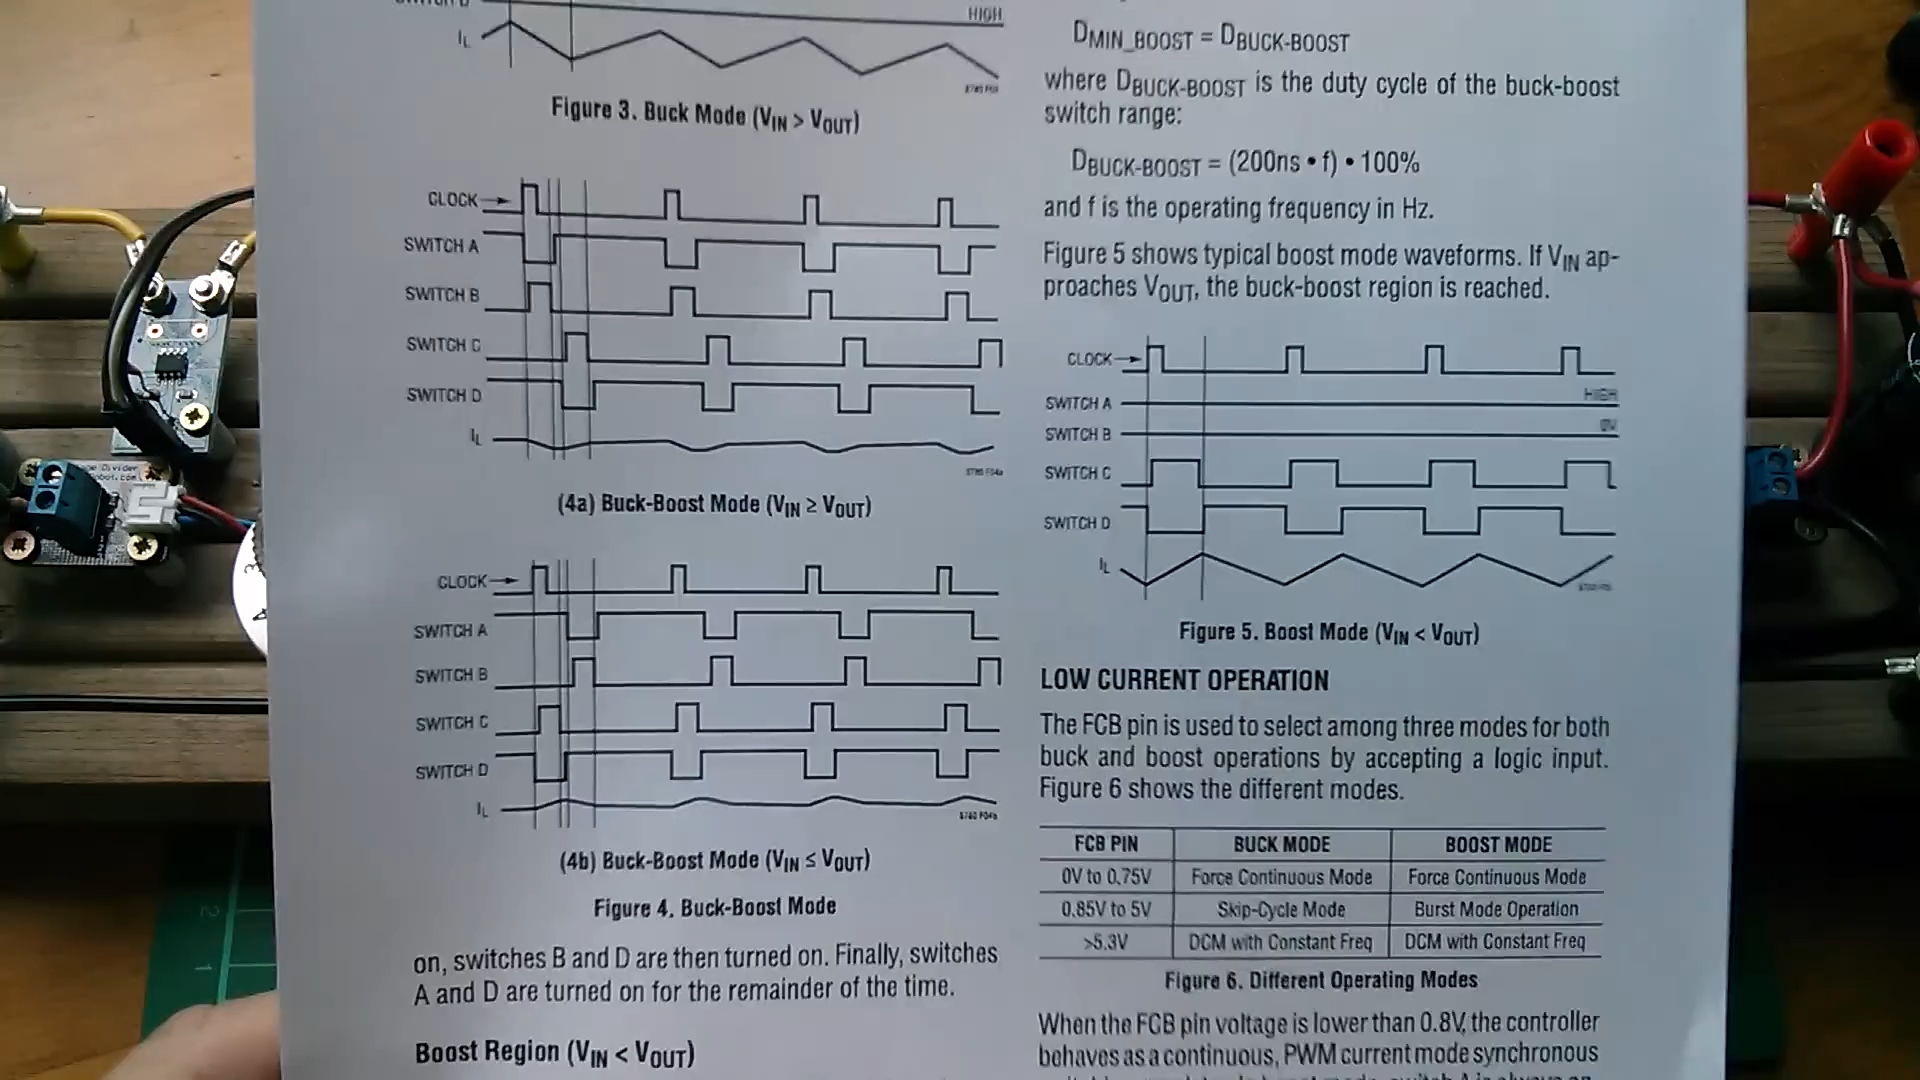 HIGH
IL
Figure 3. Buck Mode (VIN > VOUT)
CLOCK
SWITCH A
SWITCH B
SWITCH C
SWITCH D
IL
(4a) Buck-Boost Mode (VIN ≥ VOUT)
CLOCK
SWITCH A
SWITCH B
SWITCH C
SWITCH D
IL
(4b) Buck-Boost Mode (VIN ≤ VOUT)
Figure 4. Buck-Boost Mode
on, switches B and D are then turned on. Finally, switches
A and D are turned on for the remainder of the time.
Boost Region (VIN < VOUT)
DMIN_BOOST = DBUCK-BOOST
where DBUCK-BOOST is the duty cycle of the buck-boost
switch range:
DBUCK-BOOST = (200ns • f) • 100%
and f is the operating frequency in Hz.
Figure 5 shows typical boost mode waveforms. If VIN ap-
proaches VOUT, the buck-boost region is reached.
CLOCK
SWITCH A
HIGH
SWITCH B
0V
SWITCH C
SWITCH D
IL
Figure 5. Boost Mode (VIN < VOUT)
LOW CURRENT OPERATION
The FCB pin is used to select among three modes for both
buck and boost operations by accepting a logic input.
Figure 6 shows the different modes.
FCB PIN BUCK MODE BOOST MODE
0V to 0.75V Force Continuous Mode Force Continuous Mode
0.85V to 5V Skip-Cycle Mode Burst Mode Operation
>5.3V DCM with Constant Freq DCM with Constant Freq
Figure 6. Different Operating Modes
When the FCB pin voltage is lower than 0.8V, the controller
behaves as a continuous, PWM current mode synchronous
2
1